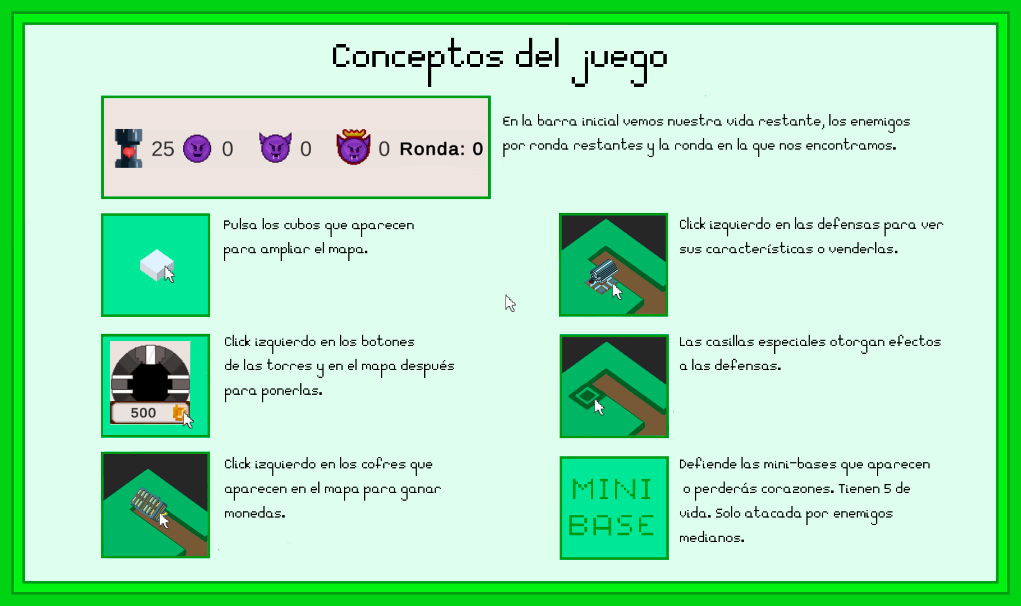 Conceptos del juego
25 0 0 0 Ronda: 0
En la barra inicial vemos nuestra vida restante, los enemigos
por ronda restantes y la ronda en la que nos encontramos.
Pulsa los cubos que aparecen
para ampliar el mapa.
Click izquierdo en las defensas para ver
sus características o venderlas.
Click izquierdo en los botones
de las torres y en el mapa después
para ponerlas.
500
Las casillas especiales otorgan efectos
a las defensas.
Click izquierdo en los cofres que
aparecen en el mapa para ganar
monedas.
MINI
BASE
Defiende las mini-bases que aparecen
o perderás corazones. Tienen 5 de
vida. Solo atacada por enemigos
medianos.